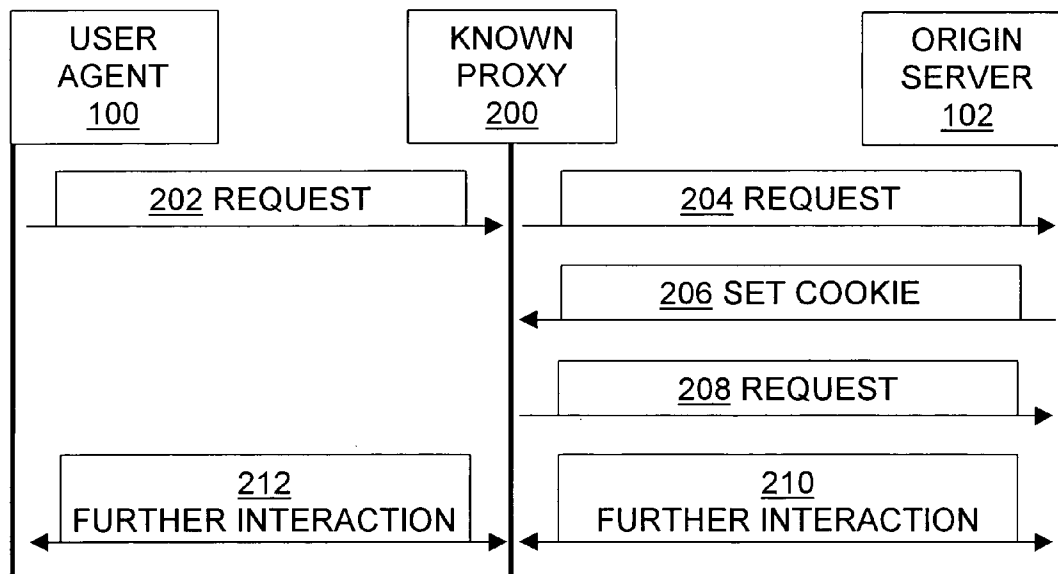 USER
AGENT
100
KNOWN
PROXY
200
ORIGIN
SERVER
102
202 REQUEST
204 REQUEST
206 SET COOKIE
208 REQUEST
212
FURTHER INTERACTION
210
FURTHER INTERACTION